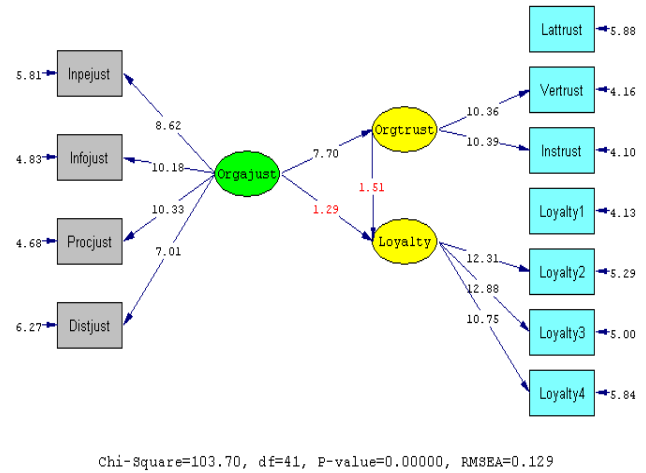 Lattrust
5.88
5.81
Inpejust
Vertrust
4.16
8.62
10.36
Orgtrust
10.39
Instrust
4.10
4.83
Infojust
10.18
7.70
Orgajust
1.51
10.33
1.29
Loyalty1
4.13
4.68
Procjust
Loyalty
7.01
12.31
Loyalty2
5.29
12.88
6.27
Distjust
10.75
Loyalty3
5.00
Loyalty4
5.84
Chi-Square=103.70, df=41, P-value=0.00000, RMSEA=0.129